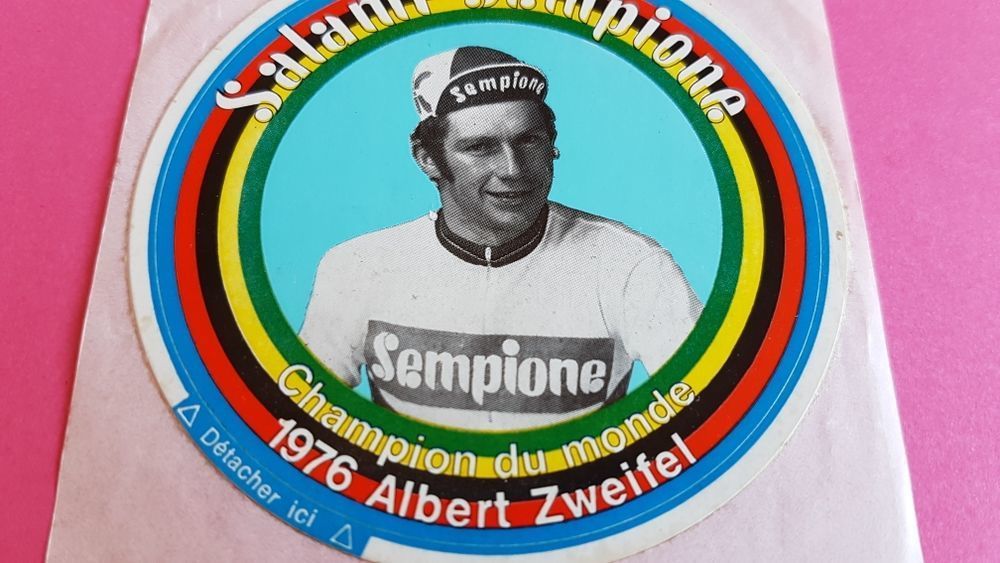 Salami Sempione
Sempione
Sempione
Champion du monde
1976 Albert Zweifel
△ Détacher ici △